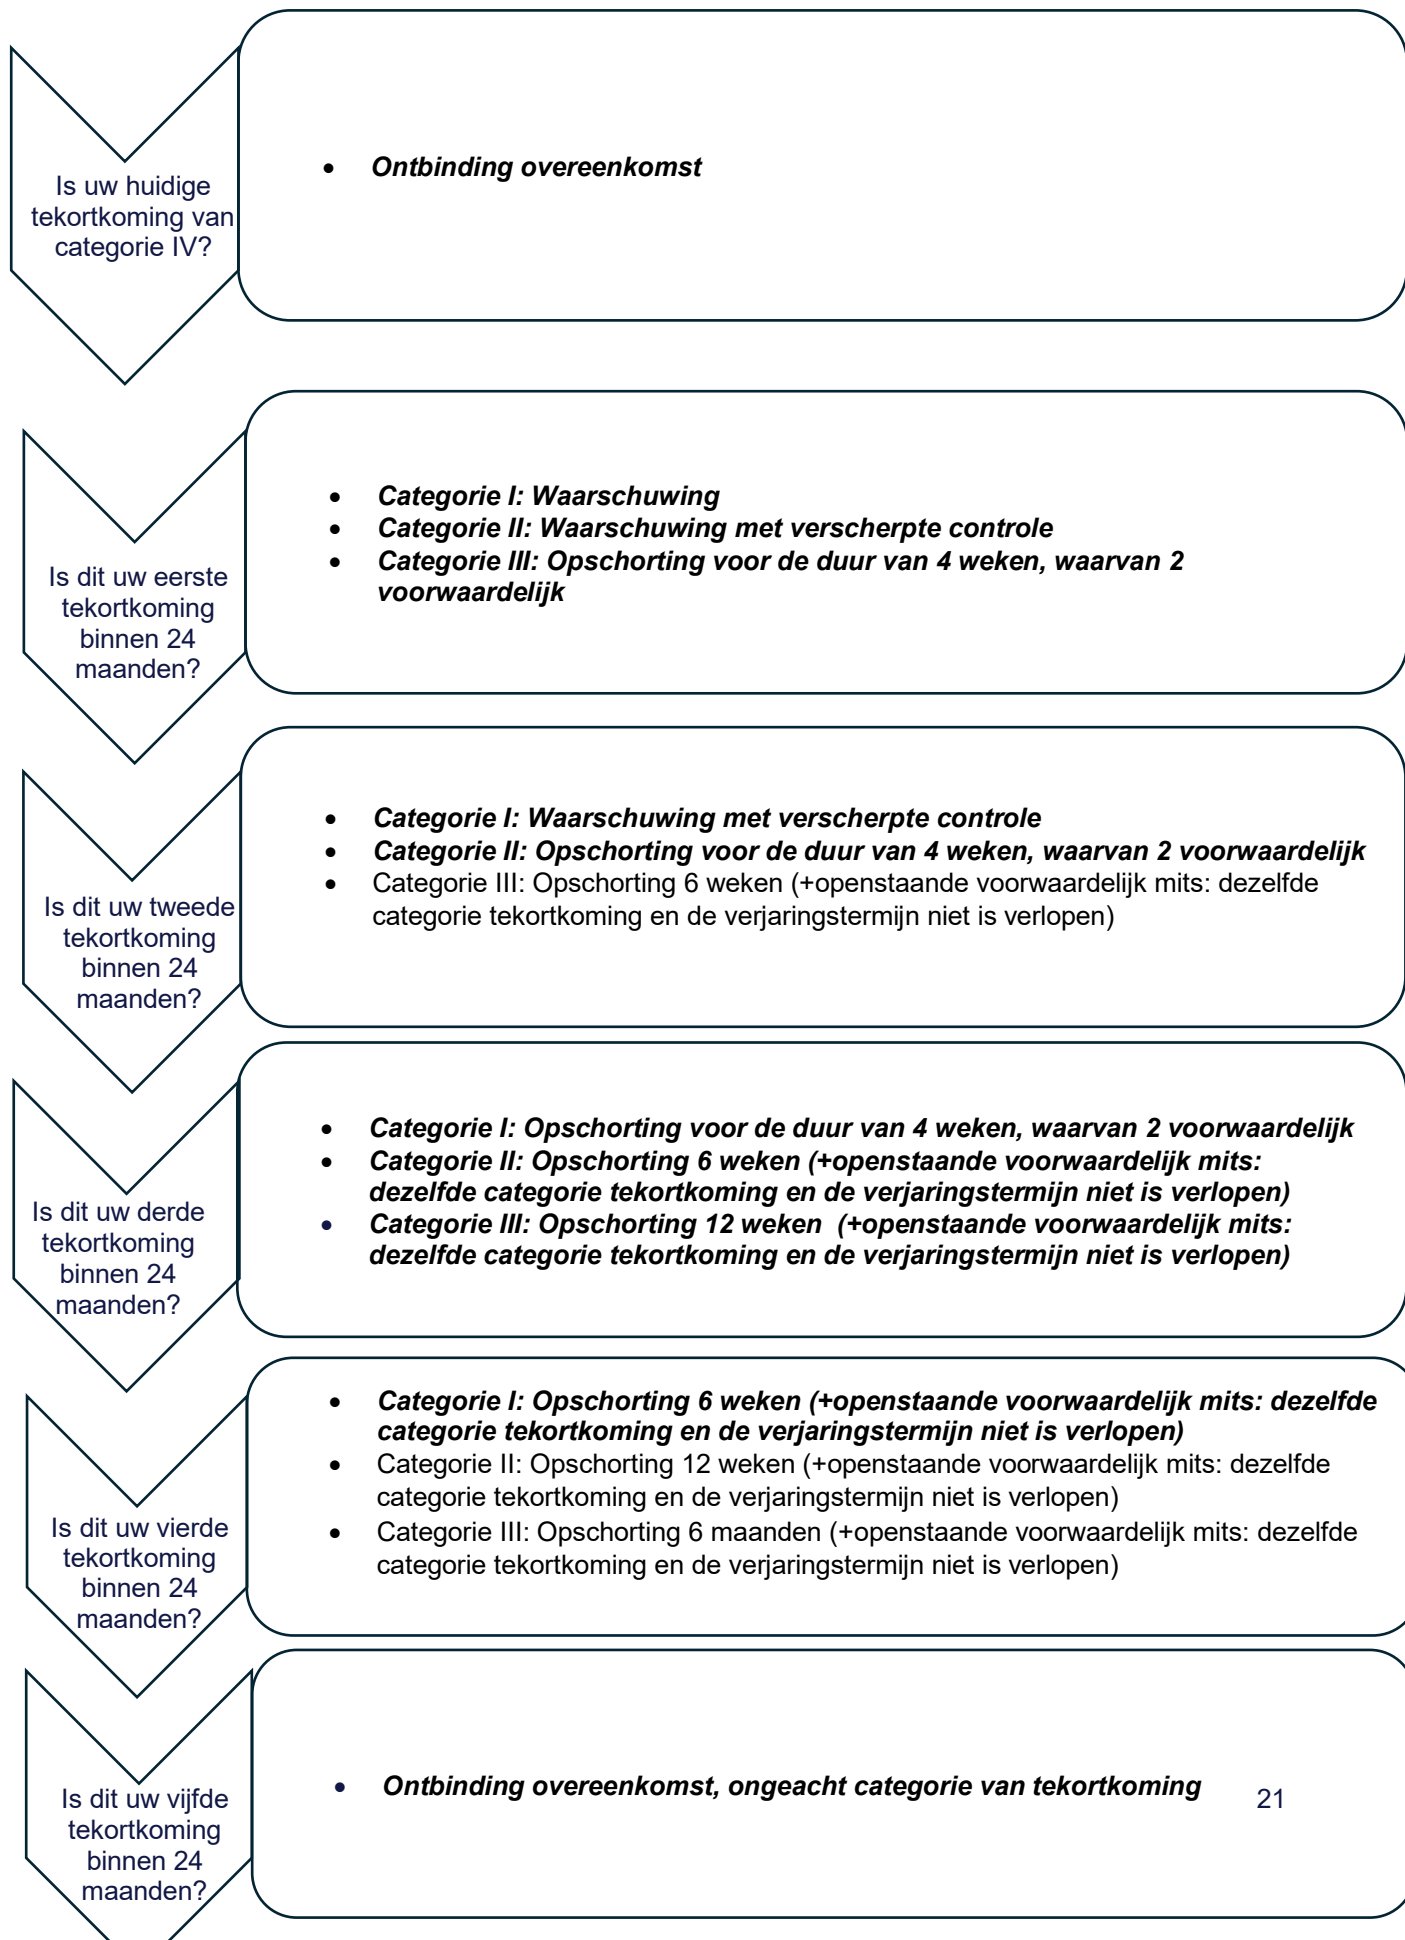 Is uw huidige
tekortkoming van
categorie IV?
• Ontbinding overeenkomst
Is dit uw eerste
tekortkoming
binnen 24
maanden?
• Categorie I: Waarschuwing
• Categorie II: Waarschuwing met verscherpte controle
• Categorie III: Opschorting voor de duur van 4 weken, waarvan 2
voorwaardelijk
Is dit uw tweede
tekortkoming
binnen 24
maanden?
• Categorie I: Waarschuwing met verscherpte controle
• Categorie II: Opschorting voor de duur van 4 weken, waarvan 2 voorwaardelijk
• Categorie III: Opschorting 6 weken (+openstaande voorwaardelijk mits: dezelfde
categorie tekortkoming en de verjaringstermijn niet is verlopen)
Is dit uw derde
tekortkoming
binnen 24
maanden?
• Categorie I: Opschorting voor de duur van 4 weken, waarvan 2 voorwaardelijk
• Categorie II: Opschorting 6 weken (+openstaande voorwaardelijk mits:
dezelfde categorie tekortkoming en de verjaringstermijn niet is verlopen)
• Categorie III: Opschorting 12 weken  (+openstaande voorwaardelijk mits:
dezelfde categorie tekortkoming en de verjaringstermijn niet is verlopen)
Is dit uw vierde
tekortkoming
binnen 24
maanden?
• Categorie I: Opschorting 6 weken (+openstaande voorwaardelijk mits: dezelfde
categorie tekortkoming en de verjaringstermijn niet is verlopen)
• Categorie II: Opschorting 12 weken (+openstaande voorwaardelijk mits: dezelfde
categorie tekortkoming en de verjaringstermijn niet is verlopen)
• Categorie III: Opschorting 6 maanden (+openstaande voorwaardelijk mits: dezelfde
categorie tekortkoming en de verjaringstermijn niet is verlopen)
Is dit uw vijfde
tekortkoming
binnen 24
maanden?
• Ontbinding overeenkomst, ongeacht categorie van tekortkoming
21